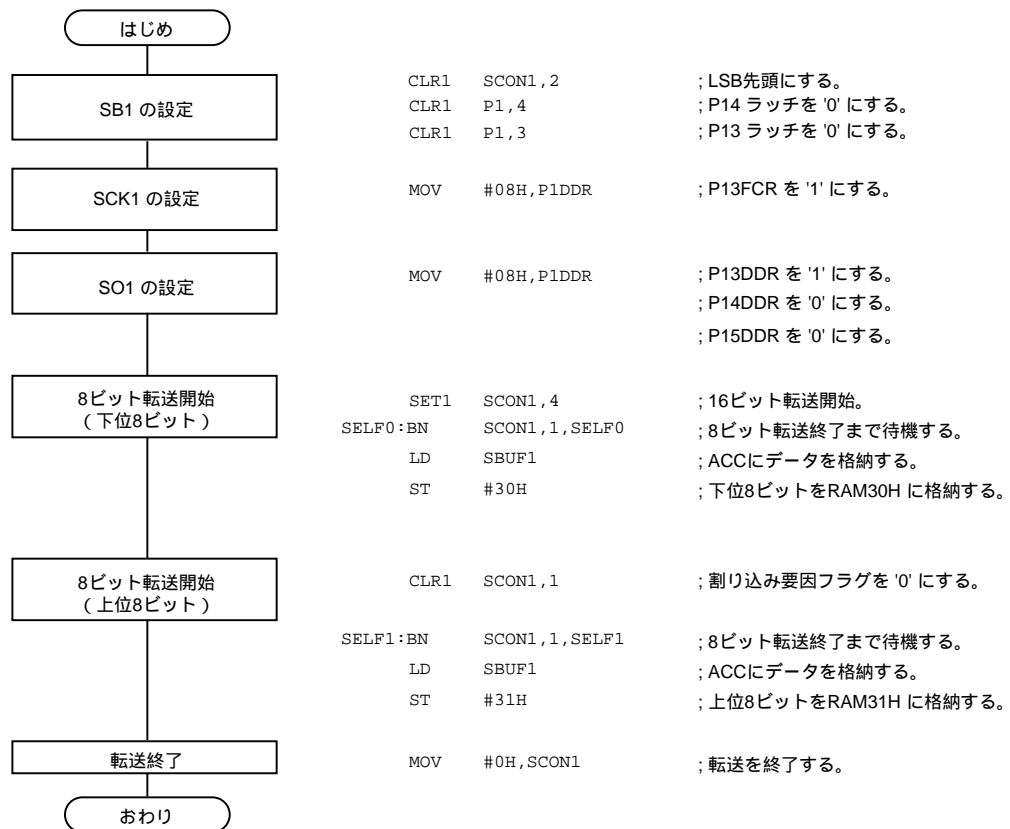 はじめ
SB1 の設定
CLR1 SCON1,2 ; LSB先頭にする。
CLR1 P1,4 ; P14 ラッチを '0' にする。
CLR1 P1,3 ; P13 ラッチを '0' にする。
SCK1 の設定
MOV #08H,P1DDR ; P13FCR を '1' にする。
SO1 の設定
MOV #08H,P1DDR ; P13DDR を '1' にする。
; P14DDR を '0' にする。
; P15DDR を '0' にする。
8ビット転送開始
（下位8ビット）
SET1 SCON1,4 ; 16ビット転送開始。
SELF0:BN SCON1,1,SELF0 ; 8ビット転送終了まで待機する。
LD SBUF1 ; ACCにデータを格納する。
ST #30H ; 下位8ビットをRAM30H に格納する。
8ビット転送開始
（上位8ビット）
CLR1 SCON1,1 ; 割り込み要因フラグを '0' にする。
SELF1:BN SCON1,1,SELF1 ; 8ビット転送終了まで待機する。
LD SBUF1 ; ACCにデータを格納する。
ST #31H ; 上位8ビットをRAM31H に格納する。
転送終了
MOV #0H,SCON1 ; 転送を終了する。
おわり